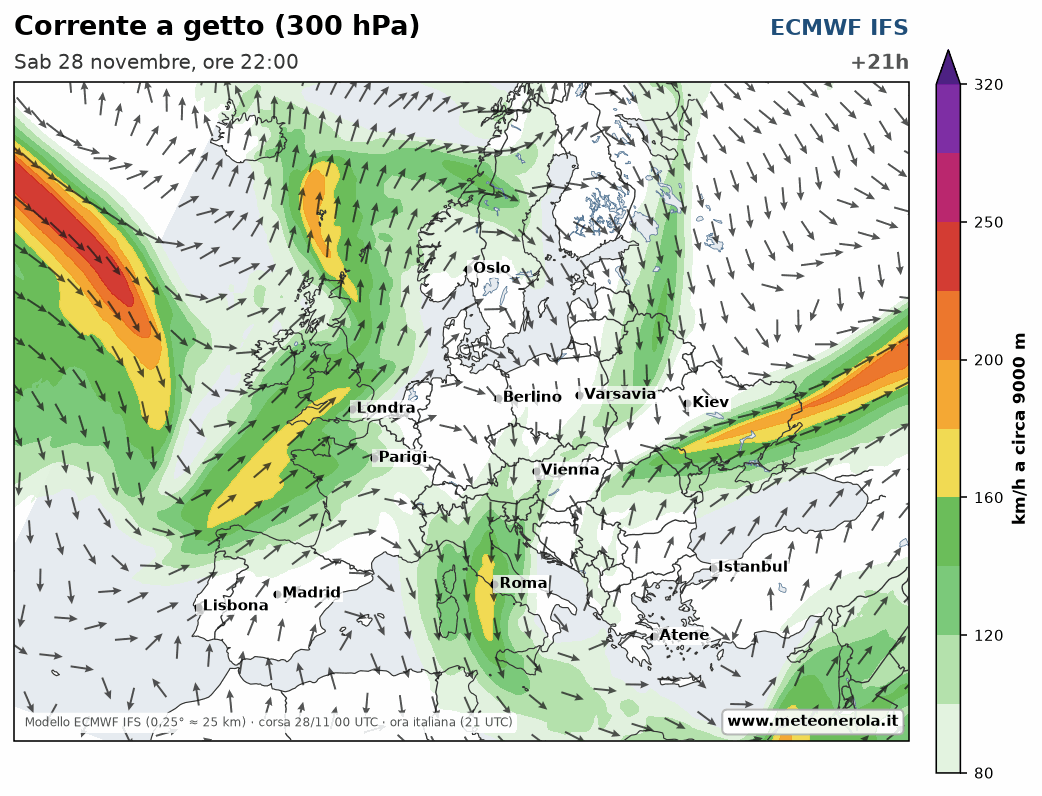 Corrente a getto (300 hPa)
ECMWF IFS
Sab 28 novembre, ore 22:00
+21h
320
250
200
160
120
80
km/h a circa 9000 m
Oslo
Londra
Berlino
Varsavia
Kiev
Parigi
Vienna
Istanbul
Roma
Madrid
Lisbona
Atene
Modello ECMWF IFS (0,25° ≈ 25 km) · corsa 28/11 00 UTC · ora italiana (21 UTC)
www.meteonerola.it